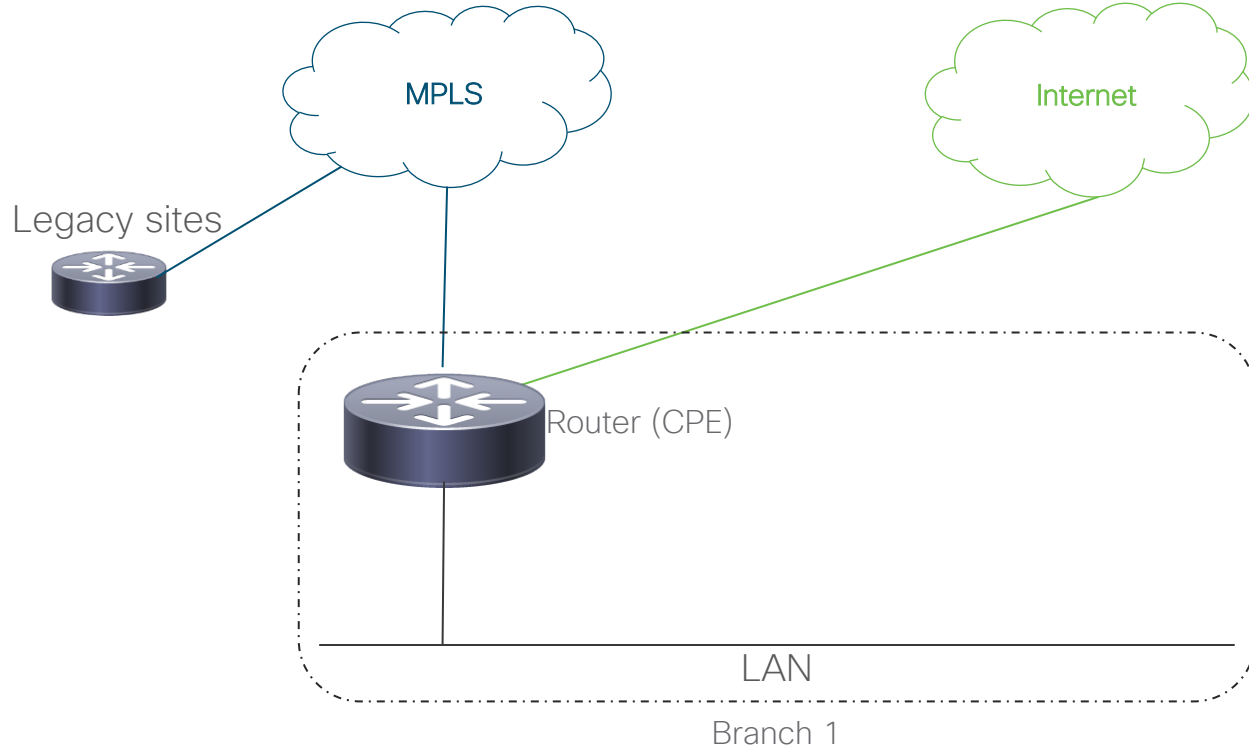 MPLS
Internet
Legacy sites
Router (CPE)
LAN
Branch 1